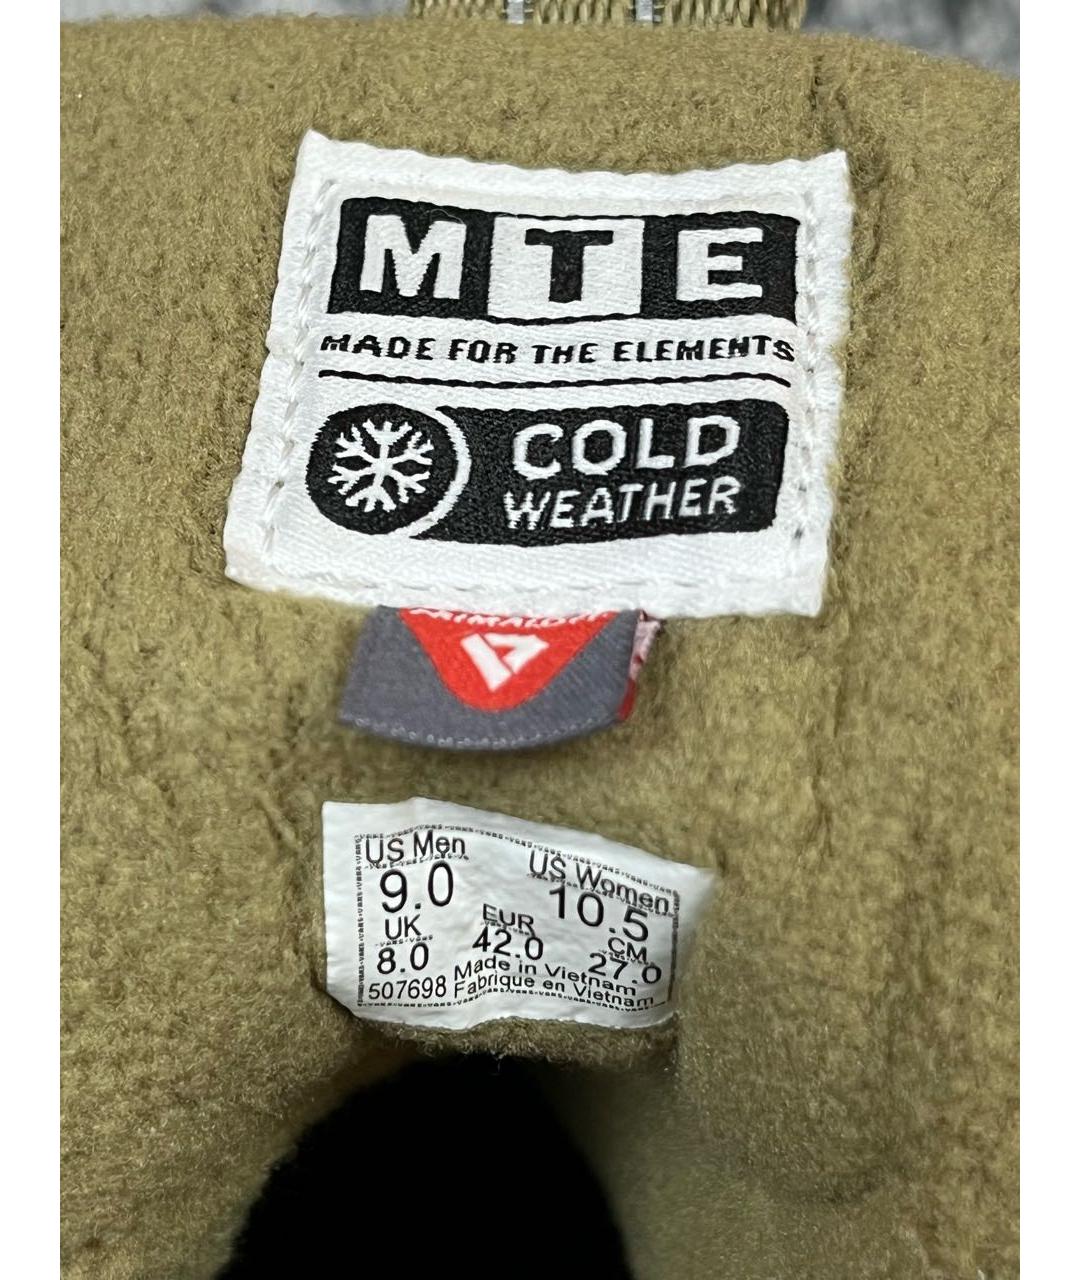 MTE
MADE FOR THE ELEMENTS
COLD
WEATHER
US Men US Women
9.0 10.5
UK EUR CM
8.0 42.0 27.0
Made in Vietnam
507698 Fabrique en Vietnam